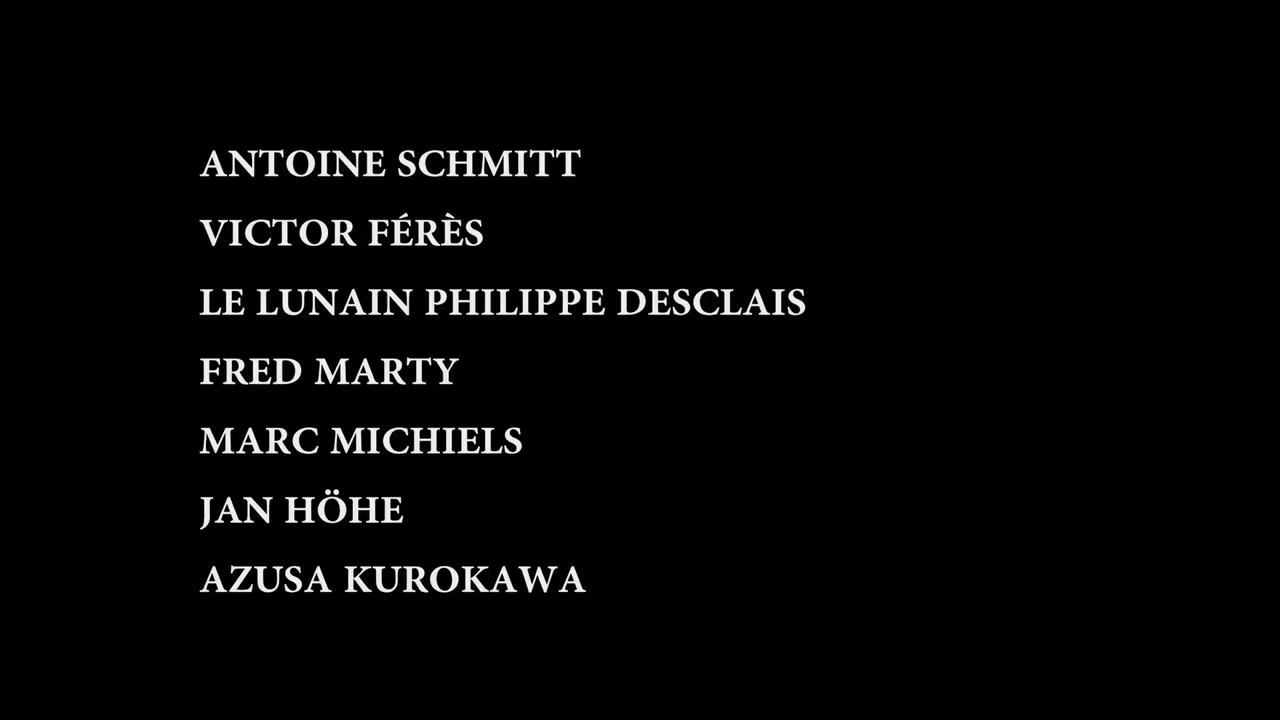 ANTOINE SCHMITT
VICTOR FÉRÈS
LE LUNAIN PHILIPPE DESCLAIS
FRED MARTY
MARC MICHIELS
JAN HÖHE
AZUSA KUROKAWA